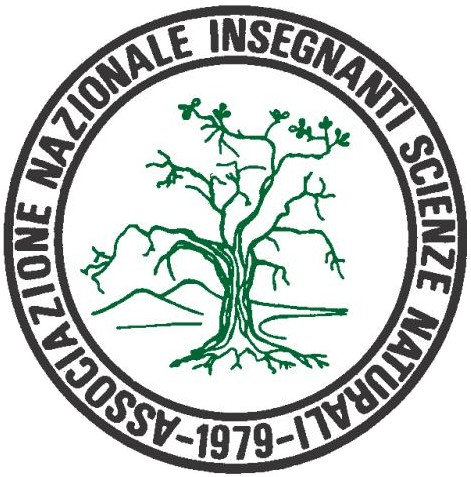 ASSOCIAZIONE NAZIONALE INSEGNANTI SCIENZE NATURALI
-1979-